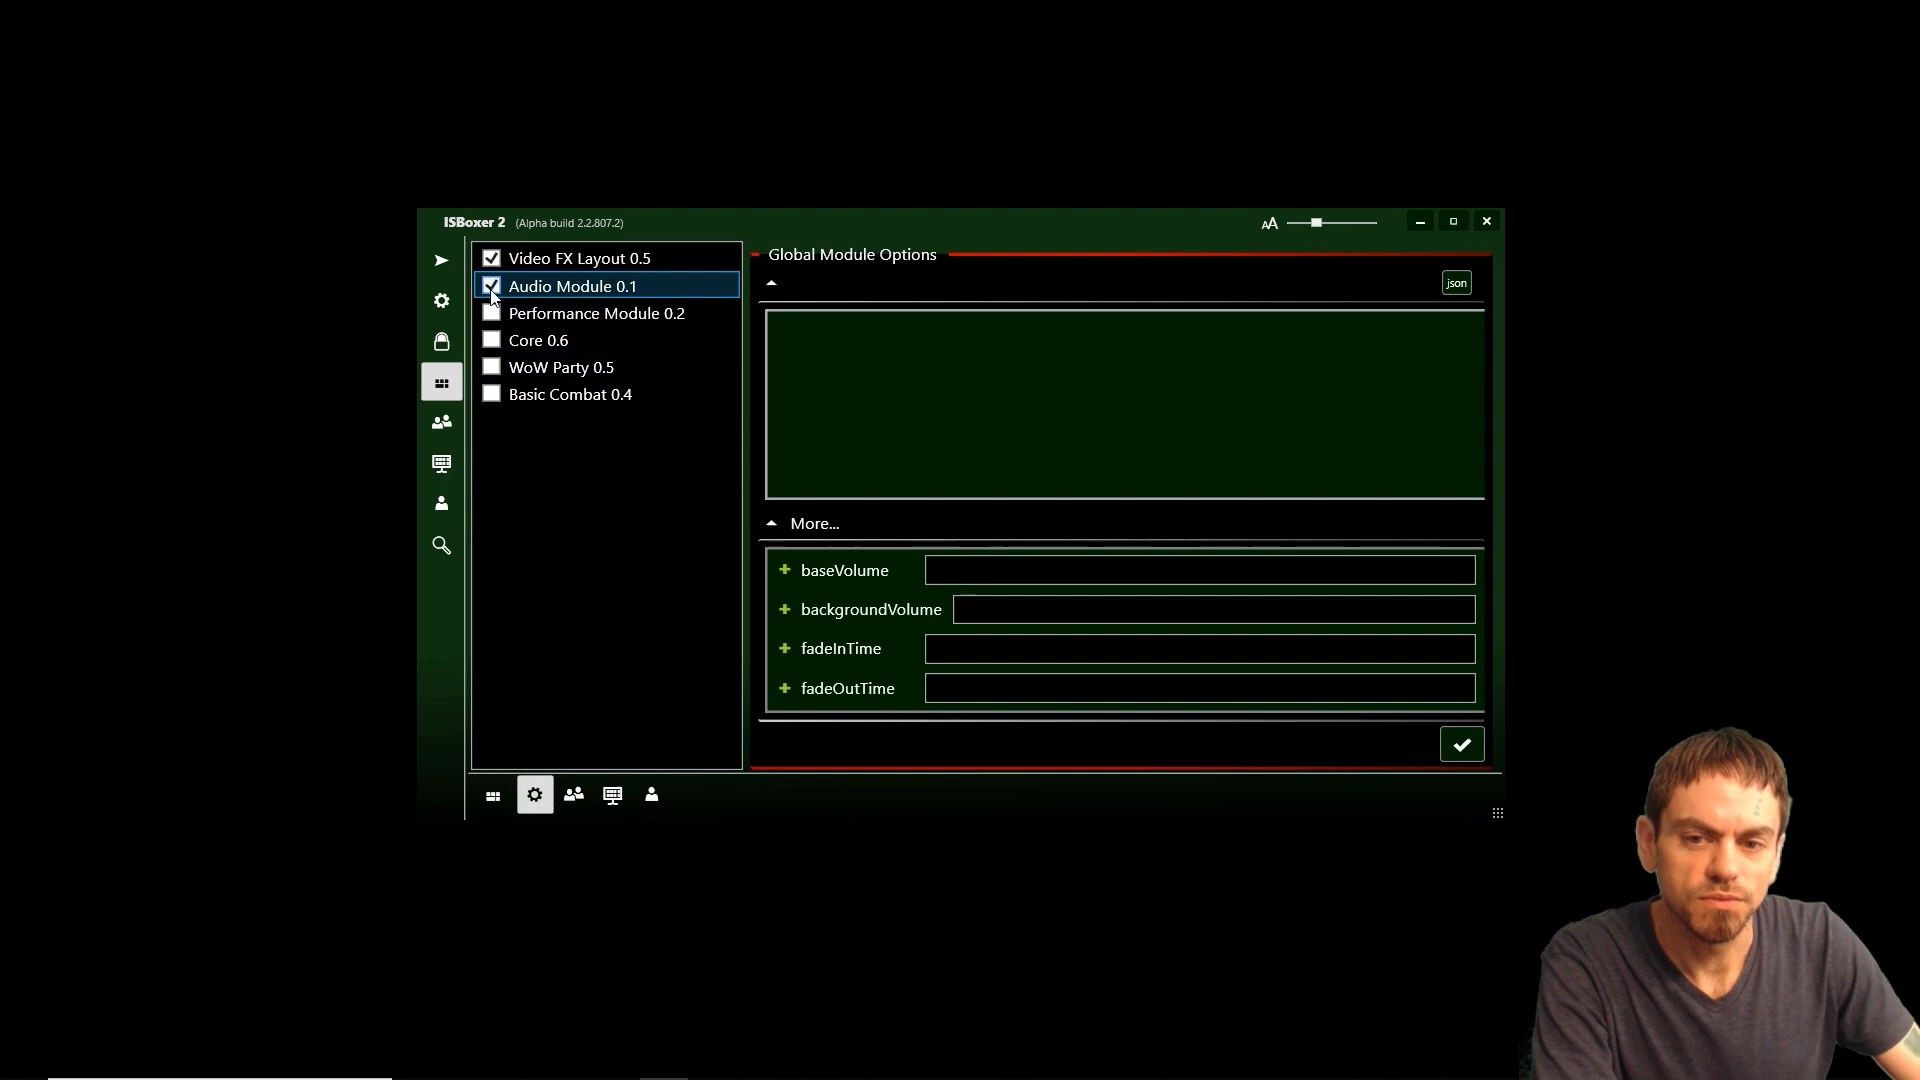 ISBoxer 2 (Alpha build 2.2.807.2)
AA
Video FX Layout 0.5
Audio Module 0.1
Performance Module 0.2
Core 0.6
WoW Party 0.5
Basic Combat 0.4
Global Module Options
json
More...
baseVolume
backgroundVolume
fadeInTime
fadeOutTime